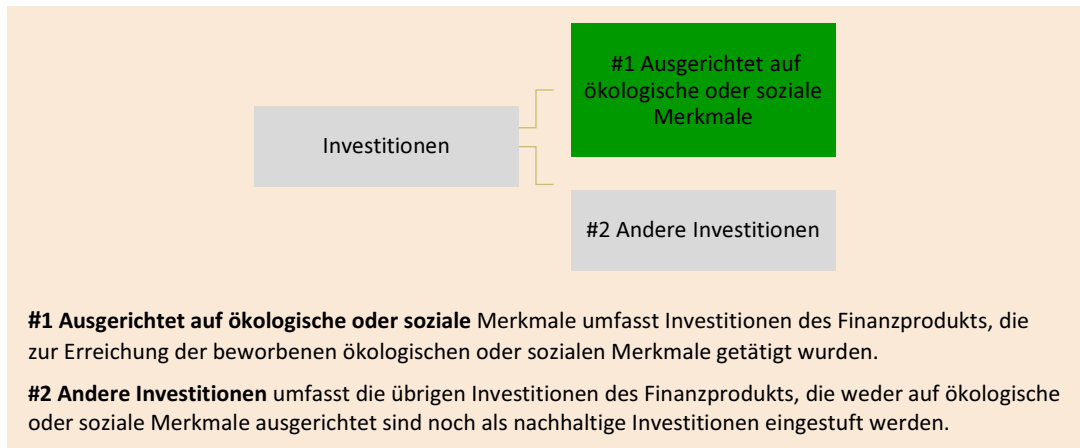 #1 Ausgerichtet auf
ökologische oder soziale
Merkmale
Investitionen
#2 Andere Investitionen
#1 Ausgerichtet auf ökologische oder soziale Merkmale umfasst Investitionen des Finanzprodukts, die
zur Erreichung der beworbenen ökologischen oder sozialen Merkmale getätigt wurden.
#2 Andere Investitionen umfasst die übrigen Investitionen des Finanzprodukts, die weder auf ökologische
oder soziale Merkmale ausgerichtet sind noch als nachhaltige Investitionen eingestuft werden.